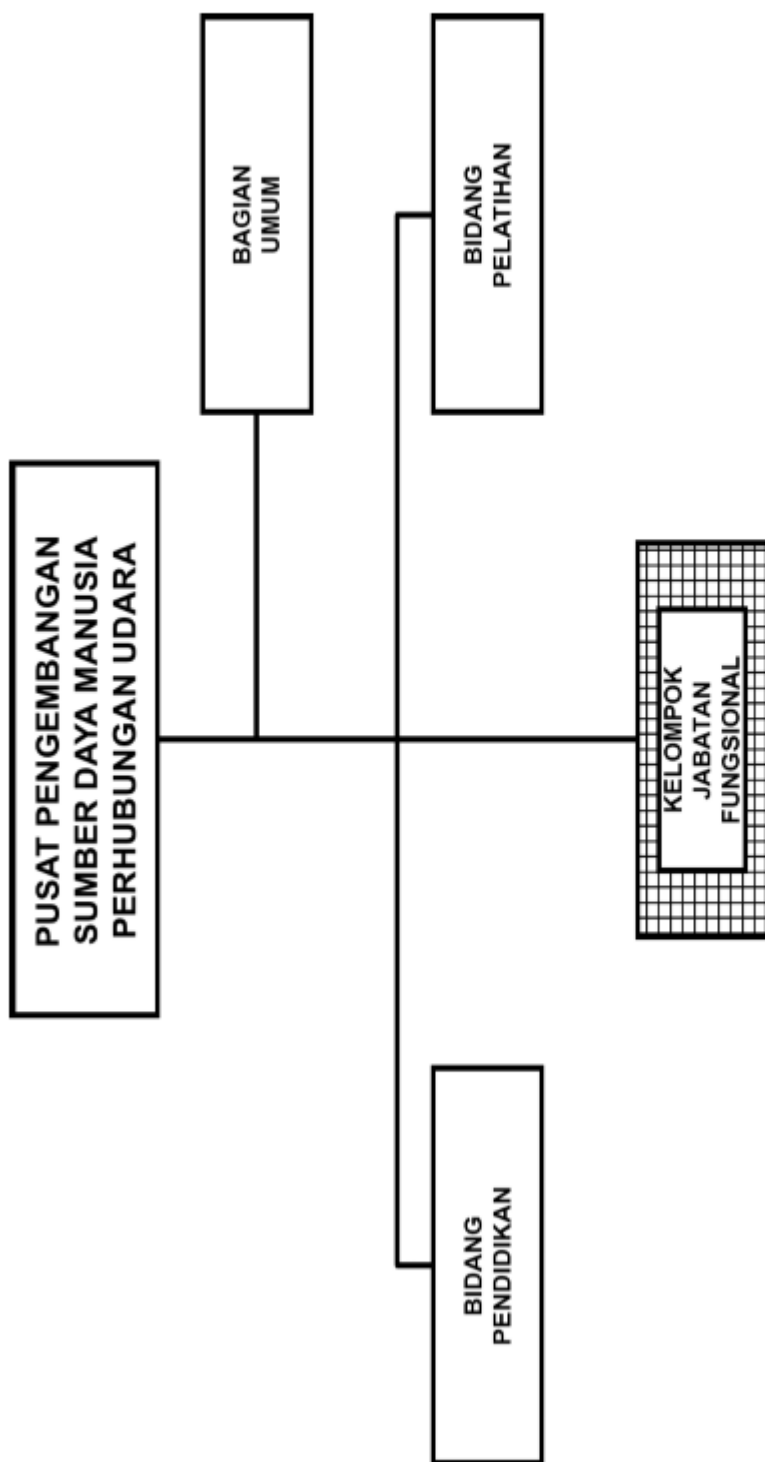 PUSAT PENGEMBANGAN
SUMBER DAYA MANUSIA
PERHUBUNGAN UDARA
BAGIAN
UMUM
BIDANG
PENDIDIKAN
BIDANG
PELATIHAN
KELOMPOK
JABATAN
FUNGSIONAL